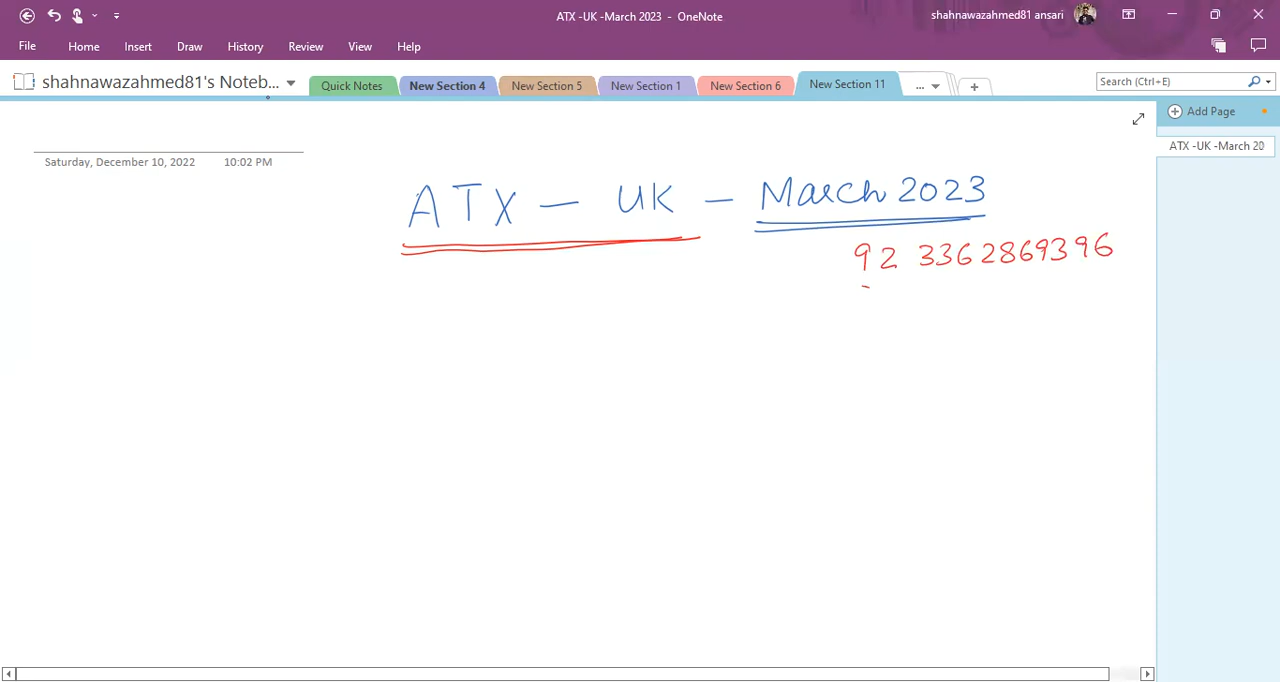 ATX -UK -March 2023 - OneNote
shahnawazahmed81 ansari
File Home Insert Draw History Review View Help
shahnawazahmed81's Noteb... Quick Notes New Section 4 New Section 5 New Section 1 New Section 6 New Section 11 ... + Search (Ctrl+E)
Add Page
ATX -UK -March 20
Saturday, December 10, 2022 10:02 PM
ATX - UK - March 2023
92 3362869396